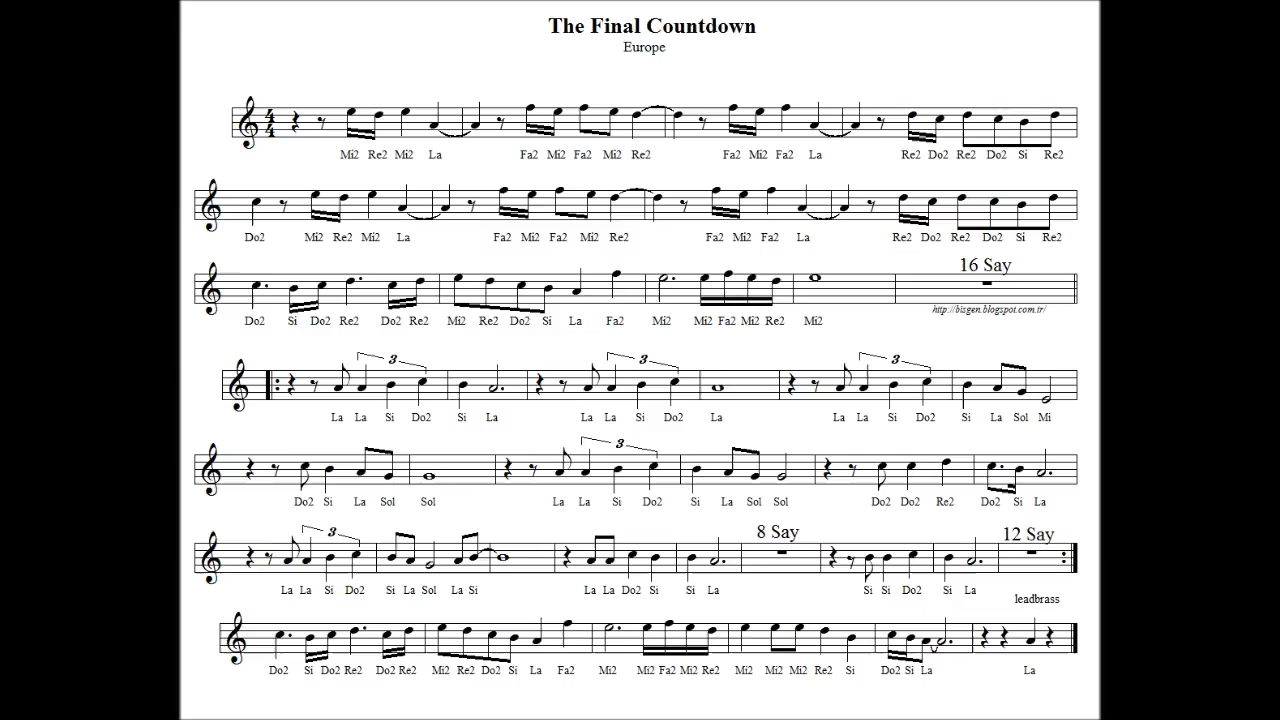 The Final Countdown
Europe
Mi2 Re2 Mi2 La Fa2 Mi2 Fa2 Mi2 Re2 Fa2 Mi2 Fa2 La Re2 Do2 Re2 Do2 Si Re2
Do2 Mi2 Re2 Mi2 La Fa2 Mi2 Fa2 Mi2 Re2 Fa2 Mi2 Fa2 La Re2 Do2 Re2 Do2 Si Re2
16 Say
http://bisgen.blogspot.com.tr/
Do2 Si Do2 Re2 Do2 Re2 Mi2 Re2 Do2 Si La Fa2 Mi2 Mi2 Fa2 Mi2 Re2 Mi2
3 3 3
La La Si Do2 Si La La La Si Do2 La La La Si Do2 Si La Sol Mi
3
Do2 Si La Sol Sol La La Si Do2 Si La Sol Sol Do2 Do2 Re2 Do2 Si La
3 8 Say 12 Say
La La Si Do2 Si La Sol La Si La La Do2 Si Si La Si Si Do2 Si La
leadbrass
Do2 Si Do2 Re2 Do2 Re2 Mi2 Re2 Do2 Si La Fa2 Mi2 Mi2 Fa2 Mi2 Re2 Mi2 Mi2 Mi2 Re2 Si Do2 Si La La